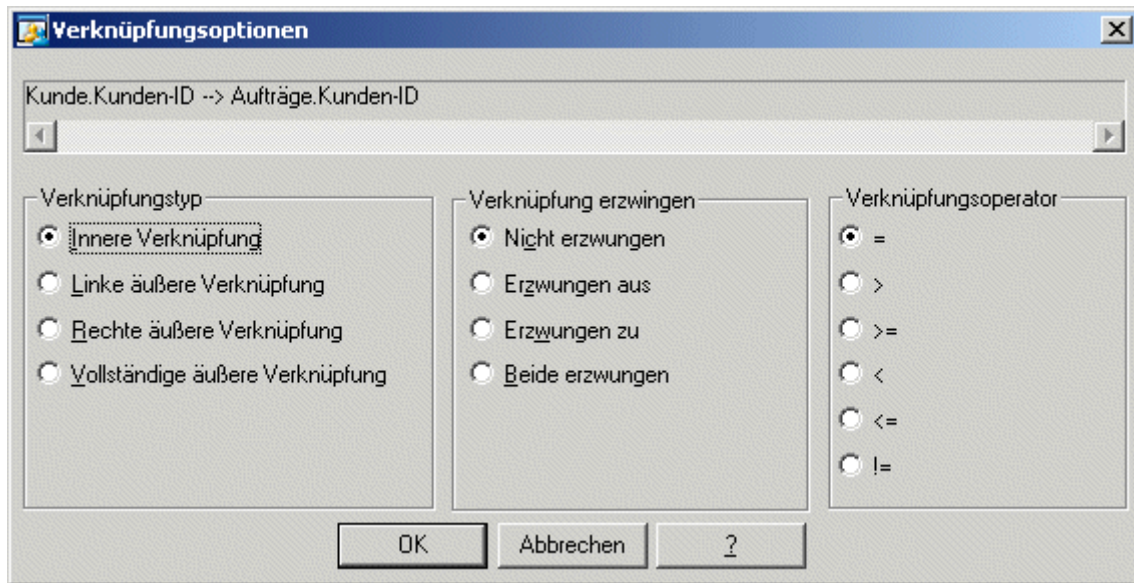 Verknüpfungsoptionen
Kunde.Kunden-ID --> Aufträge.Kunden-ID
Verknüpfungstyp
Innere Verknüpfung
Linke äußere Verknüpfung
Rechte äußere Verknüpfung
Vollständige äußere Verknüpfung
Verknüpfung erzwingen
Nicht erzwungen
Erzwungen aus
Erzwungen zu
Beide erzwungen
Verknüpfungsoperator
=
>
>=
<
<=
!=
OK
Abbrechen
?